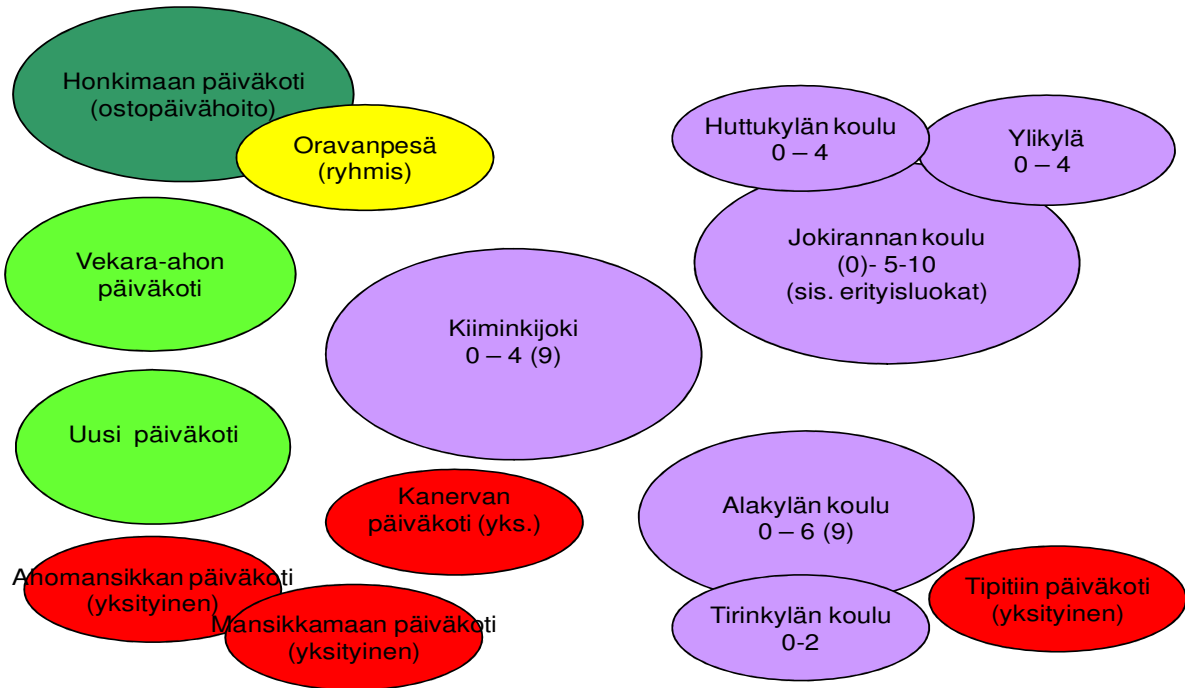 Honkimaan päiväkoti
(ostopäivähoito)
Oravanpesä
(ryhmis)
Huttukylän koulu
0 – 4
Ylikylä
0 – 4
Vekara-ahon
päiväkoti
Jokirannan koulu
(0)- 5-10
(sis. erityisluokat)
Kiiminkijoki
0 – 4 (9)
Uusi päiväkoti
Kanervan
päiväkoti (yks.)
Alakylän koulu
0 – 6 (9)
Ahomansikkan päiväkoti
(yksityinen)
Mansikkamaan päiväkoti
(yksityinen)
Tirinkylän koulu
0-2
Tipitiin päiväkoti
(yksityinen)